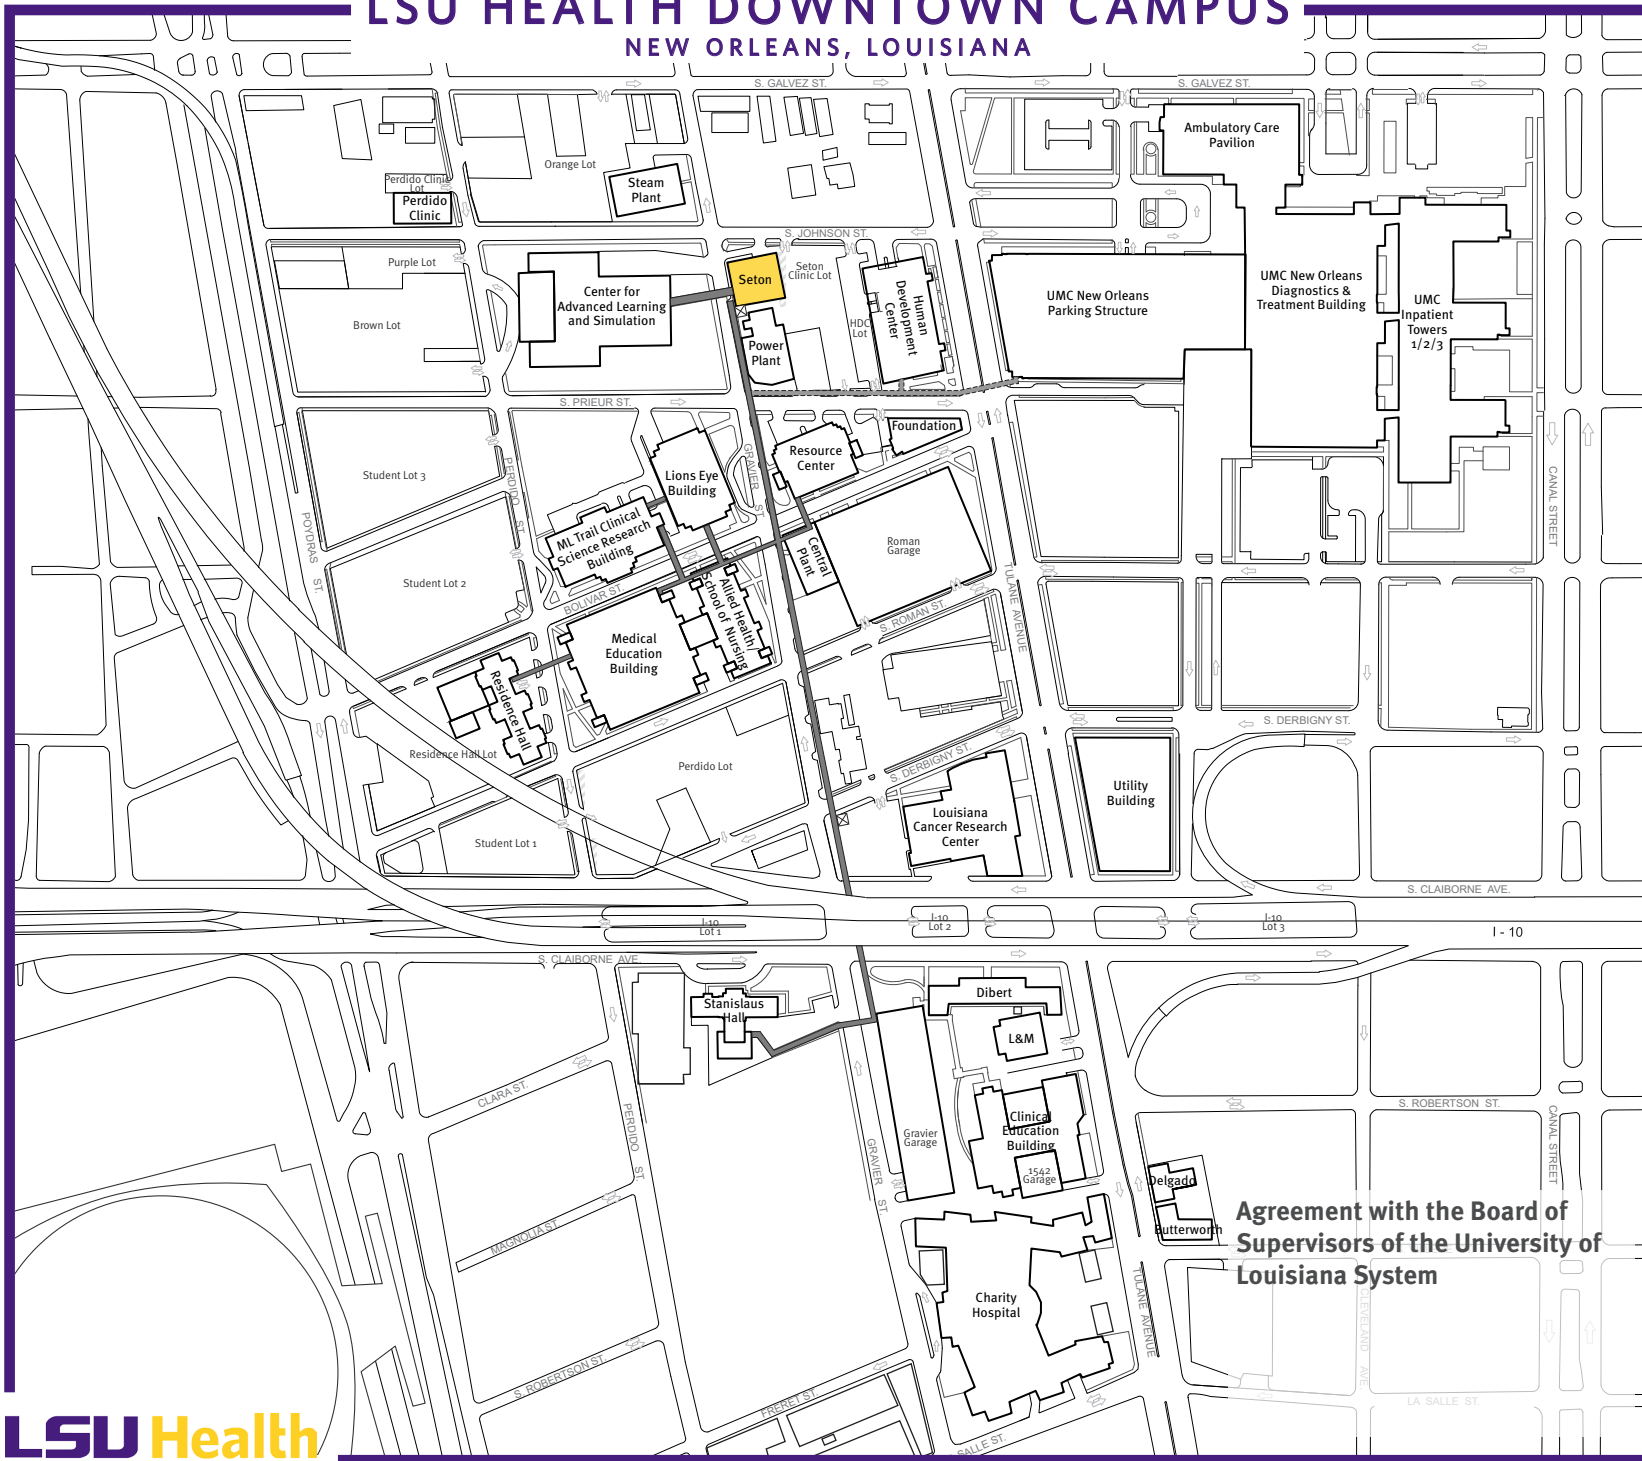 LSU HEALTH DOWNTOWN CAMPUS
NEW ORLEANS, LOUISIANA
S. GALVEZ ST.
S. GALVEZ ST.
Ambulatory Care
Pavilion
Orange Lot
Perdido Clinic
Lot
Perdido
Clinic
Steam
Plant
S. JOHNSON ST.
Purple Lot
Brown Lot
Center for
Advanced Learning
and Simulation
Seton
Seton
Clinic Lot
Power
Plant
HDC
Lot
Human
Development
Center
UMC New Orleans
Parking Structure
UMC New Orleans
Diagnostics &
Treatment Building
UMC
Inpatient
Towers
1/2/3
S. PRIEUR ST.
Foundation
Resource
Center
GRAVIER ST.
Lions Eye
Building
Student Lot 3
PERDIDO ST.
POYDRAS ST.
CANAL STREET
ML Trail Clinical
Science Research
Building
Central
Plant
Roman
Garage
Student Lot 2
BOLIVAR ST.
Allied Health/
School of Nursing
S. ROMAN ST.
TULANE AVENUE
Medical
Education
Building
Residence Hall
Residence Hall Lot
Perdido Lot
S. DERBIGNY ST.
S. DERBIGNY ST.
Utility
Building
Louisiana
Cancer Research
Center
Student Lot 1
S. CLAIBORNE AVE.
I-10
Lot 1
I-10
Lot 2
I-10
Lot 3
I - 10
S. CLAIBORNE AVE.
Stanislaus
Hall
Dibert
L&M
CLARA ST.
PERDIDO ST.
Gravier
Garage
GRAVIER ST.
Clinical
Education
Building
1542
Garage
S. ROBERTSON ST.
CANAL STREET
Delgado
Butterworth
Agreement with the Board of
Supervisors of the University of
Louisiana System
MAGNOLIA ST.
Charity
Hospital
TULANE AVENUE
CLEVELAND AVE.
S. ROBERTSON ST.
FRERET ST.
LA SALLE ST.
SALLE ST.
LSU Health